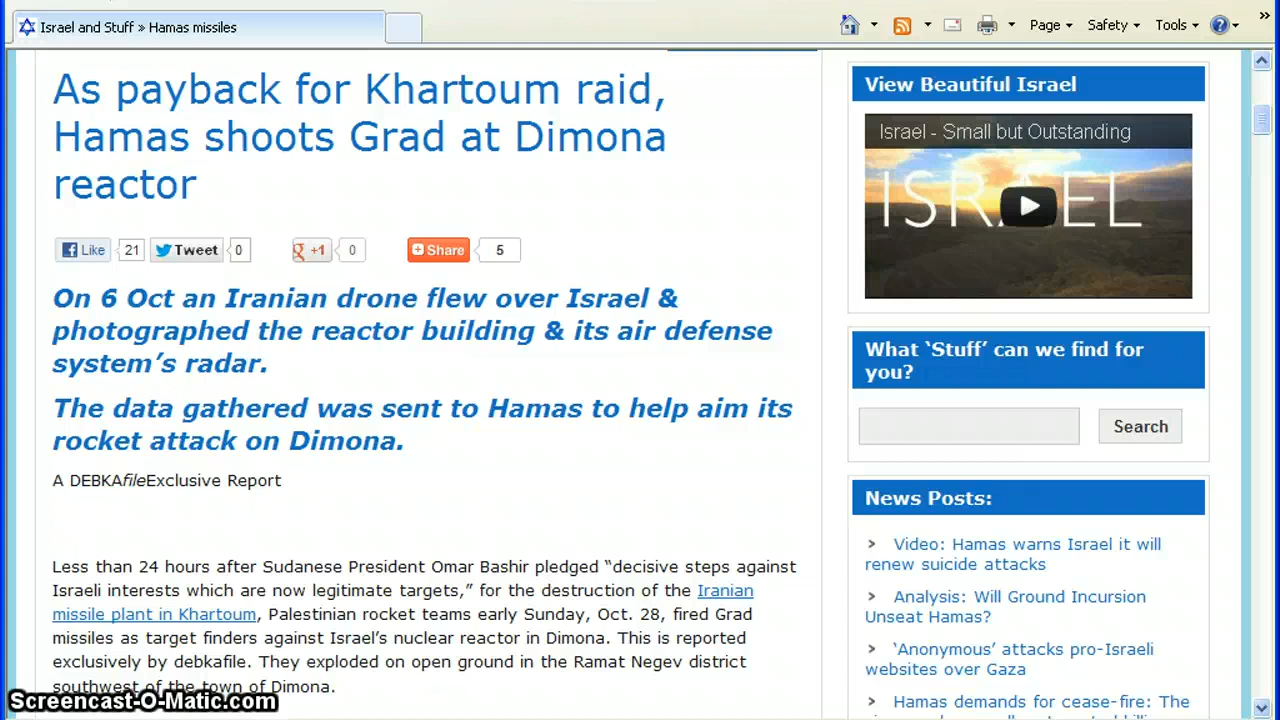 Israel and Stuff » Hamas missiles
Page
Safety
Tools
As payback for Khartoum raid,
Hamas shoots Grad at Dimona
reactor
Like
21
Tweet
0
+1
0
Share
5
On 6 Oct an Iranian drone flew over Israel &
photographed the reactor building & its air defense
system’s radar.
The data gathered was sent to Hamas to help aim its
rocket attack on Dimona.
A DEBKAfileExclusive Report
Less than 24 hours after Sudanese President Omar Bashir pledged “decisive steps against
Israeli interests which are now legitimate targets,” for the destruction of the Iranian
missile plant in Khartoum, Palestinian rocket teams early Sunday, Oct. 28, fired Grad
missiles as target finders against Israel’s nuclear reactor in Dimona. This is reported
exclusively by debkafile. They exploded on open ground in the Ramat Negev district
southwest of the town of Dimona.
View Beautiful Israel
Israel - Small but Outstanding
ISRAEL
What ‘Stuff’ can we find for
you?
Search
News Posts:
Video: Hamas warns Israel it will
renew suicide attacks
Analysis: Will Ground Incursion
Unseat Hamas?
‘Anonymous’ attacks pro-Israeli
websites over Gaza
Hamas demands for cease-fire: The
Screencast-O-Matic.com